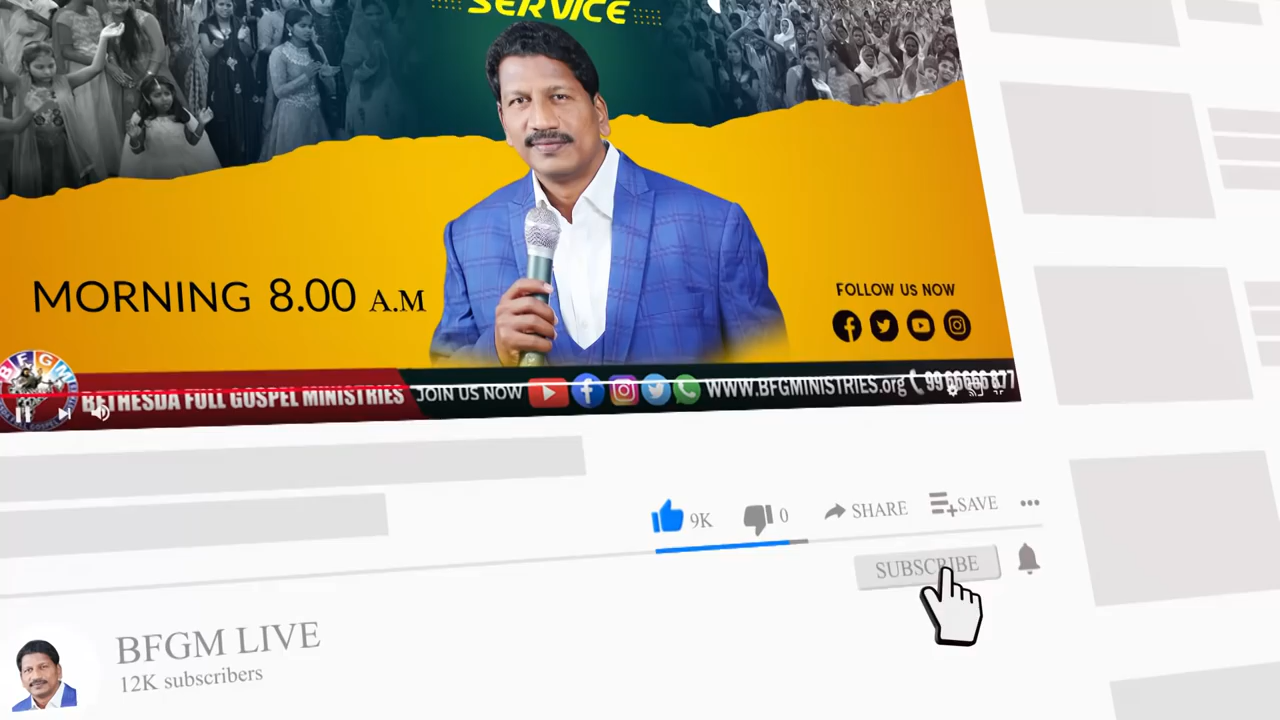 SERVICE
MORNING 8.00 A.M
FOLLOW US NOW
BFGM
BETHESDA FULL GOSPEL MINISTRIES JOIN US NOW WWW.BFGMINISTRIES.org
9K 0 SHARE SAVE
SUBSCRIBE
BFGM LIVE
12K subscribers